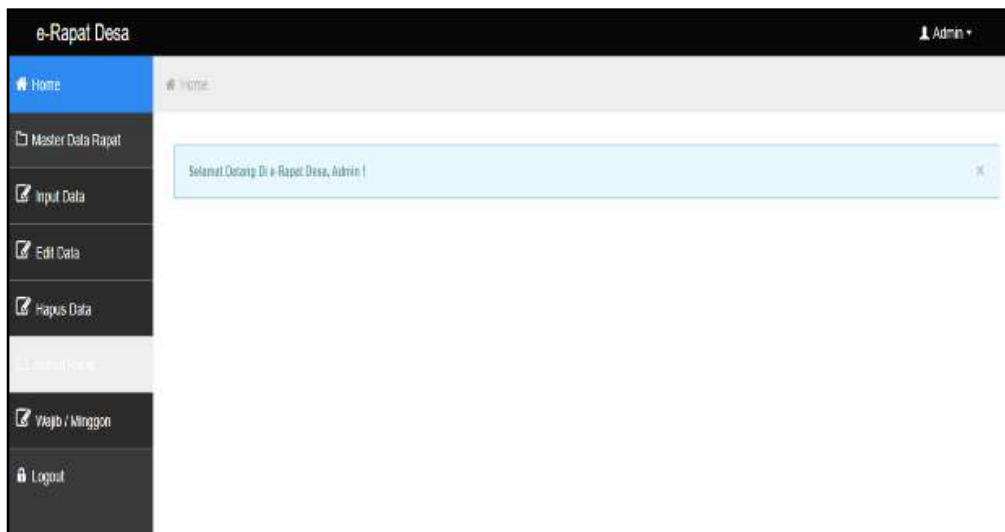 e-Rapat Desa
Admin
Home
Home
Master Data Rapat
Selamat Datang Di e-Rapat Desa, Admin !
×
Input Data
Edit Data
Hapus Data
Wajib / Minggon
Logout